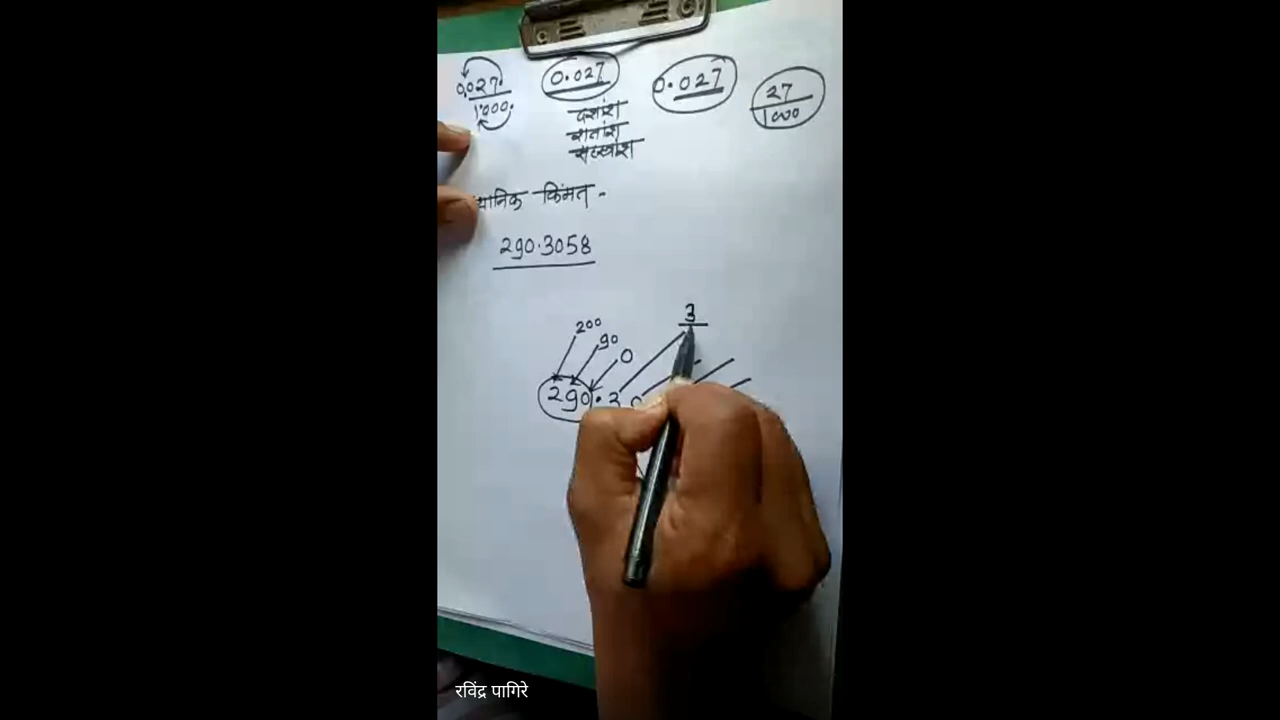 0.027. 0.027 0.027 27
1000. 1000
दशांश
शतांश
सहस्त्रांश
किंमत -
290.3058
3
200
90
0
290.3
रविंद्र पागिरे